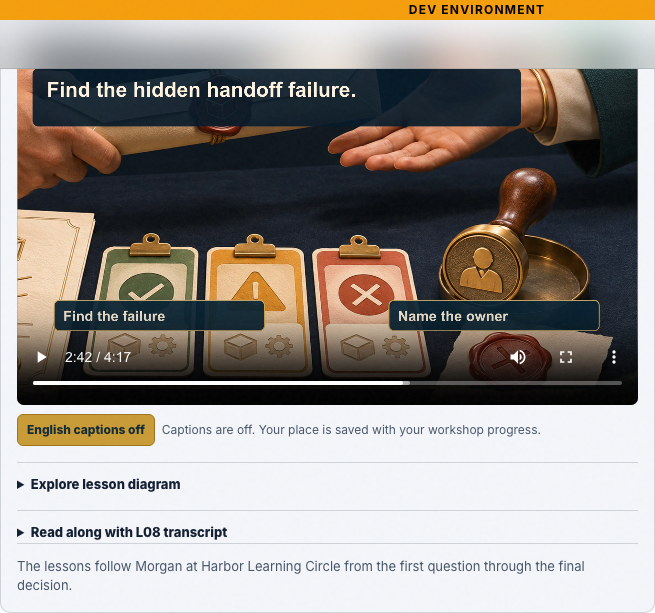 DEV ENVIRONMENT
Find the hidden handoff failure.
Find the failure
Name the owner
2:42 / 4:17
English captions off
Captions are off. Your place is saved with your workshop progress.
Explore lesson diagram
Read along with L08 transcript
The lessons follow Morgan at Harbor Learning Circle from the first question through the final
decision.